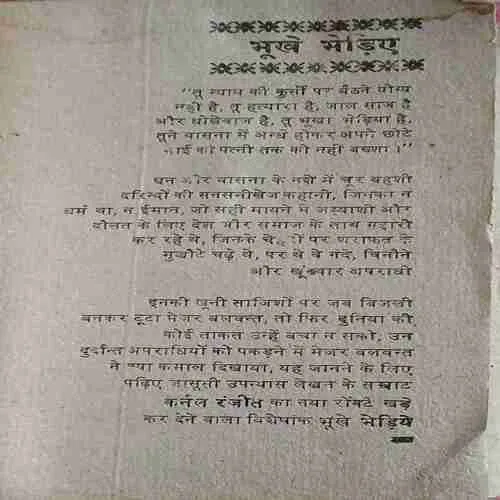 भूखे भेड़िए
"तू न्याय की कुर्सी पर बैठने योग्य
नहीं है, तू हत्यारा है, जाल साज है
और धोखेबाज है, तू भूखा भेड़िया है,
तूने वासना में अन्ध होकर अपने छोटे
भाई की पत्नी तक को नहीं बख्शा।"
धन और वासना के नशे में चूर वहशी
दरिन्दों की सनसनीखेज कहानी, जिनका न
धर्म था, न ईमान, जो सही मायने में अय्याशी और
दौलत के लिए देश और समाज के साथ गद्दारी
कर रहे थे, जिनके चेहरों पर शराफत के
मुखौटे चढ़े थे, पर थे वे गंदे, घिनौने
और खूंख्वार अपराधी
इनकी खूनी साजिशों पर जब बिजली
बनकर टूटा मेजर बलवन्त, तो फिर दुनिया की
कोई ताकत उन्हें बचा न सकी, उन
दुर्दान्त अपराधियों को पकड़ने में मेजर बलवन्त
ने क्या कमाल दिखाया, यह जानने के लिए
पढ़िए जासूसी उपन्यास लेखन के सम्राट
कर्नल रंजीत का नया रोंगटे खड़े
कर देने वाला विशेषांक भूखे भेड़िये